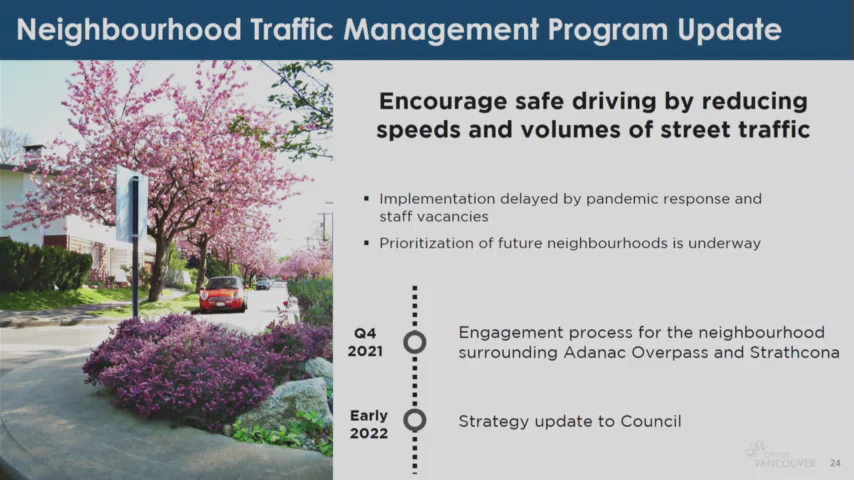 Neighbourhood Traffic Management Program Update
Encourage safe driving by reducing
speeds and volumes of street traffic
▪ Implementation delayed by pandemic response and
staff vacancies
▪ Prioritization of future neighbourhoods is underway
Q4
2021
Engagement process for the neighbourhood
surrounding Adanac Overpass and Strathcona
Early
2022
Strategy update to Council
CITY OF
VANCOUVER
24